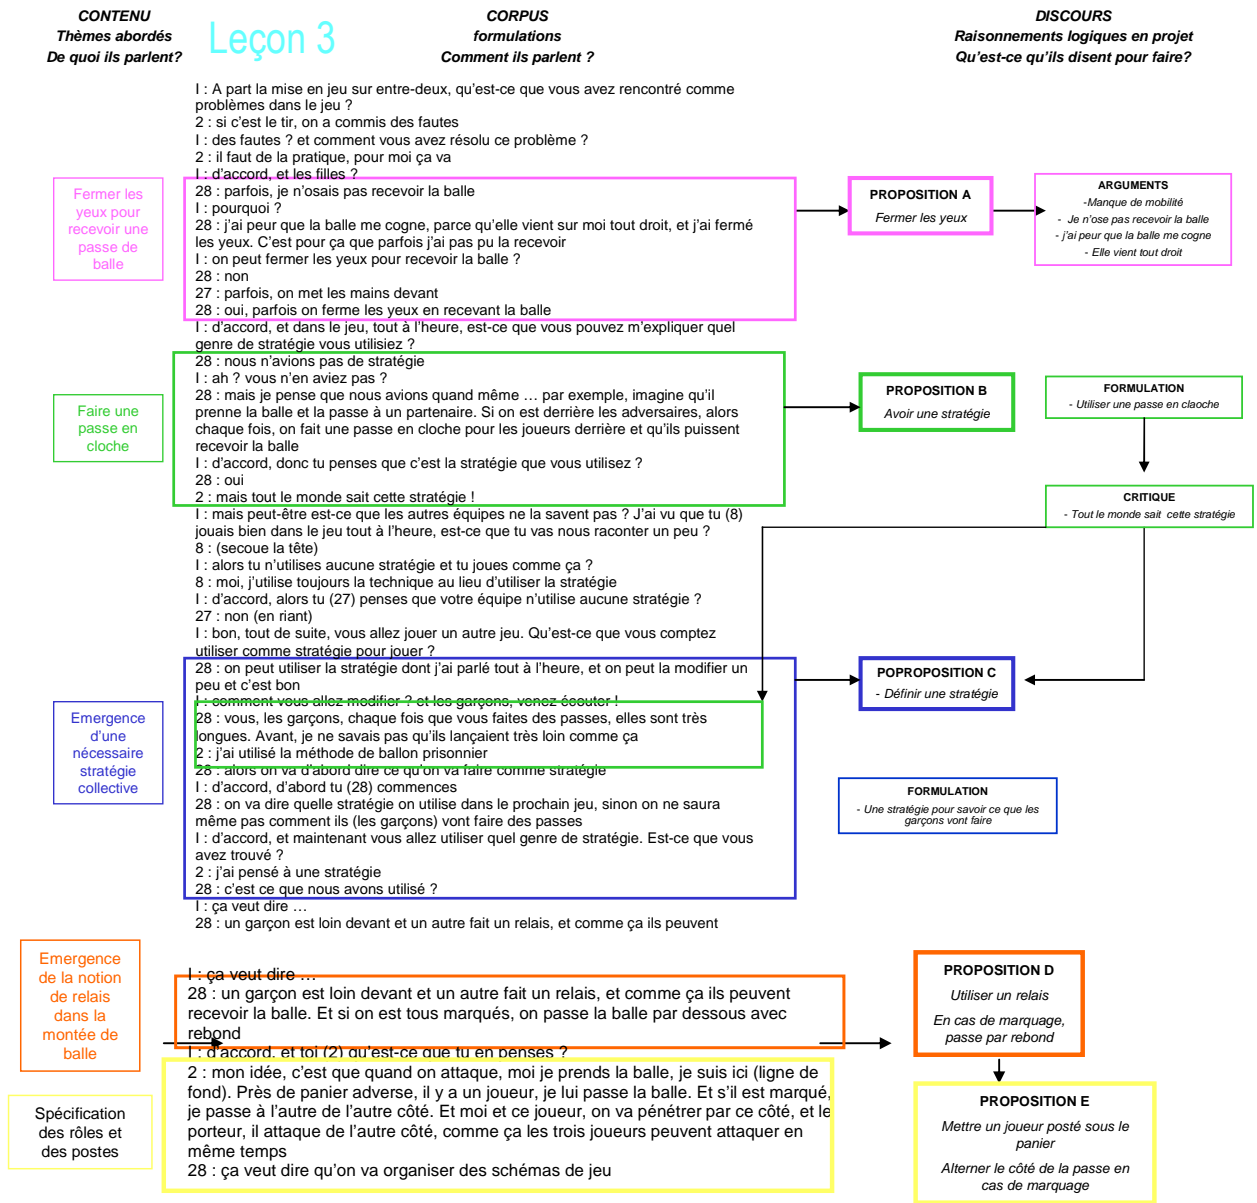 CONTENU
Thèmes abordés
De quoi ils parlent?
Leçon 3
CORPUS
formulations
Comment ils parlent ?
DISCOURS
Raisonnements logiques en projet
Qu'est-ce qu'ils disent pour faire?
I : A part la mise en jeu sur entre-deux, qu'est-ce que vous avez rencontré comme
problèmes dans le jeu ?
2 : si c'est le tir, on a commis des fautes
I : des fautes ? et comment vous avez résolu ce problème ?
2 : il faut de la pratique, pour moi ça va
I : d'accord, et les filles ?
28 : parfois, je n'osais pas recevoir la balle
I : pourquoi ?
28 : j'ai peur que la balle me cogne, parce qu'elle vient sur moi tout droit, et j'ai fermé
les yeux. C'est pour ça que parfois j'ai pas pu la recevoir
I : on peut fermer les yeux pour recevoir la balle ?
28 : non
27 : parfois, on met les mains devant
28 : oui, parfois on ferme les yeux en recevant la balle
I : d'accord, et dans le jeu, tout à l'heure, est-ce que vous pouvez m'expliquer quel
genre de stratégie vous utilisiez ?
28 : nous n'avions pas de stratégie
I : ah ? vous n'en aviez pas ?
28 : mais je pense que nous avions quand même … par exemple, imagine qu'il
prenne la balle et la passe à un partenaire. Si on est derrière les adversaires, alors
chaque fois, on fait une passe en cloche pour les joueurs derrière et qu'ils puissent
recevoir la balle
I : d'accord, donc tu penses que c'est la stratégie que vous utilisez ?
28 : oui
2 : mais tout le monde sait cette stratégie !
I : mais peut-être est-ce que les autres équipes ne la savent pas ? J'ai vu que tu (8)
jouais bien dans le jeu tout à l'heure, est-ce que tu vas nous raconter un peu ?
8 : (secoue la tête)
I : alors tu n'utilises aucune stratégie et tu joues comme ça ?
8 : moi, j'utilise toujours la technique au lieu d'utiliser la stratégie
I : d'accord, alors tu (27) penses que votre équipe n'utilise aucune stratégie ?
27 : non (en riant)
I : bon, tout de suite, vous allez jouer un autre jeu. Qu'est-ce que vous comptez
utiliser comme stratégie pour jouer ?
28 : on peut utiliser la stratégie dont j'ai parlé tout à l'heure, et on peut la modifier un
peu et c'est bon
I : comment vous allez modifier ? et les garçons, venez écouter !
28 : vous, les garçons, chaque fois que vous faites des passes, elles sont très
longues. Avant, je ne savais pas qu'ils lançaient très loin comme ça
2 : j'ai utilisé la méthode de ballon prisonnier
28 : alors on va d'abord dire ce qu'on va faire comme stratégie
I : d'accord, d'abord tu (28) commences
28 : on va dire quelle stratégie on utilise dans le prochain jeu, sinon on ne saura
même pas comment ils (les garçons) vont faire des passes
I : d'accord, et maintenant vous allez utiliser quel genre de stratégie. Est-ce que vous
avez trouvé ?
2 : j'ai pensé à une stratégie
28 : c'est ce que nous avons utilisé ?
I : ça veut dire …
28 : un garçon est loin devant et un autre fait un relais, et comme ça ils peuvent
I : ça veut dire …
28 : un garçon est loin devant et un autre fait un relais, et comme ça ils peuvent
recevoir la balle. Et si on est tous marqués, on passe la balle par dessous avec
rebond
I : d'accord, et toi (2) qu'est-ce que tu en penses ?
2 : mon idée, c'est que quand on attaque, moi je prends la balle, je suis ici (ligne de
fond). Près de panier adverse, il y a un joueur, je lui passe la balle. Et s'il est marqué,
je passe à l'autre de l'autre côté. Et moi et ce joueur, on va pénétrer par ce côté, et le
porteur, il attaque de l'autre côté, comme ça les trois joueurs peuvent attaquer en
même temps
28 : ça veut dire qu'on va organiser des schémas de jeu
Fermer les
yeux pour
recevoir une
passe de
balle
Faire une
passe en
cloche
Emergence
d'une
nécessaire
stratégie
collective
Emergence
de la notion
de relais
dans la
montée de
balle
Spécification
des rôles et
des postes
PROPOSITION A
Fermer les yeux
ARGUMENTS
-Manque de mobilité
- Je n'ose pas recevoir la balle
- j'ai peur que la balle me cogne
- Elle vient tout droit
PROPOSITION B
Avoir une stratégie
FORMULATION
- Utiliser une passe en claoche
CRITIQUE
- Tout le monde sait cette stratégie
POPROPOSITION C
- Définir une stratégie
FORMULATION
- Une stratégie pour savoir ce que les
garçons vont faire
PROPOSITION D
Utiliser un relais
En cas de marquage,
passe par rebond
PROPOSITION E
Mettre un joueur posté sous le
panier
Alterner le côté de la passe en
cas de marquage